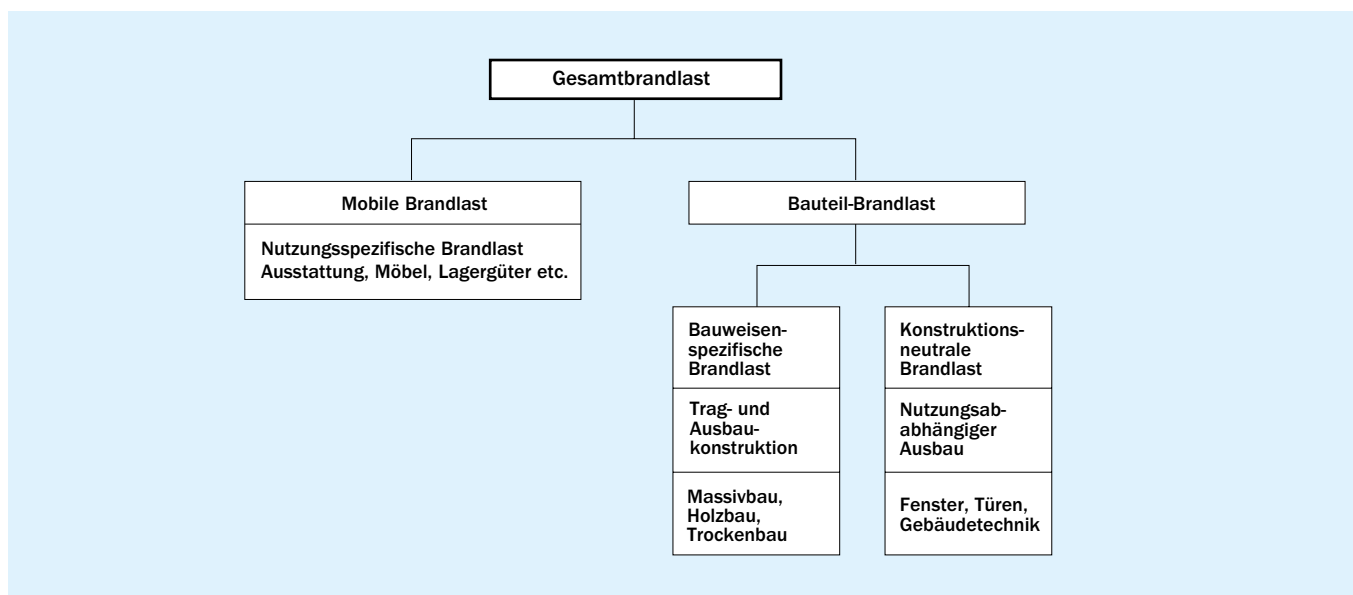 Gesamtbrandlast
Mobile Brandlast
Nutzungsspezifische Brandlast
Ausstattung, Möbel, Lagergüter etc.
Bauteil-Brandlast
Bauweisen-
spezifische
Brandlast
Trag- und
Ausbau-
konstruktion
Massivbau,
Holzbau,
Trockenbau
Konstruktions-
neutrale
Brandlast
Nutzungsab-
abhängiger
Ausbau
Fenster, Türen,
Gebäudetechnik